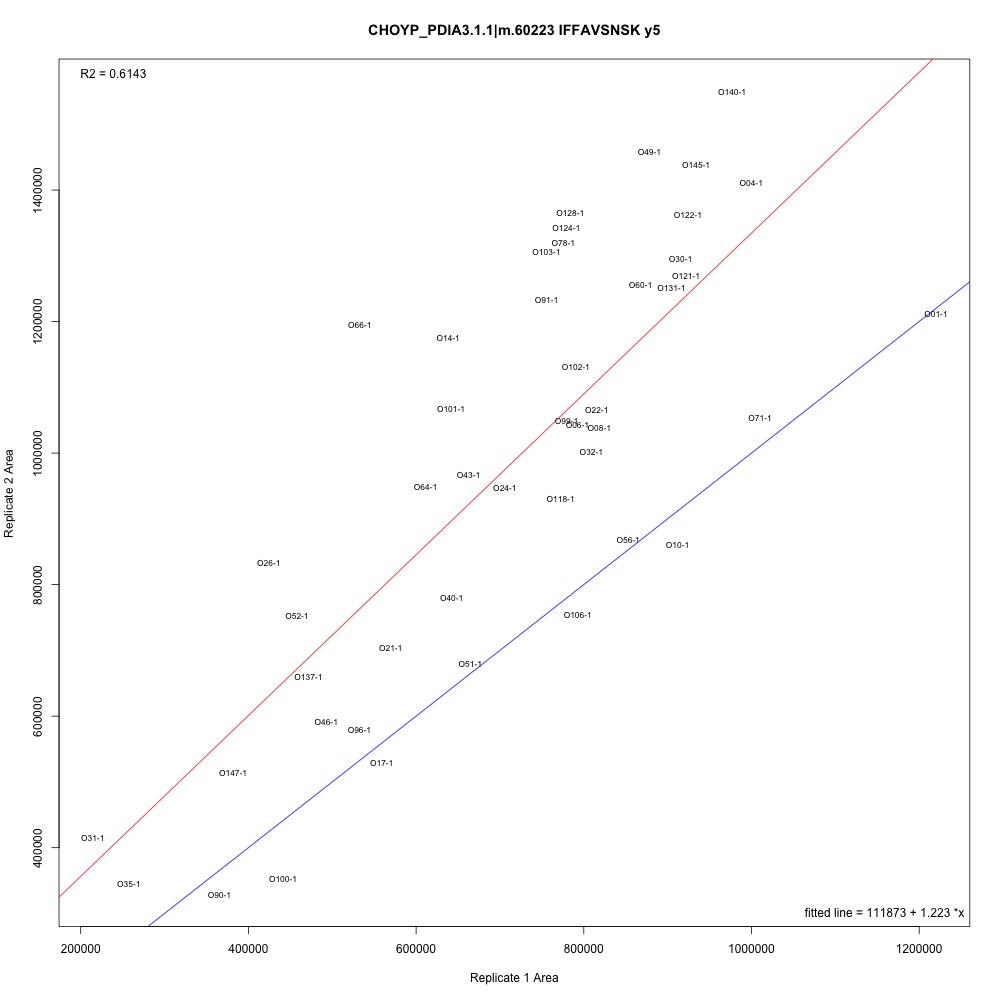 CHOYP_PDIA3.1.1|m.60223 IFFAVSNSK y5
R2 = 0.6143
O140-1
O49-1
O145-1
O04-1
O128-1
O122-1
O124-1
O78-1
O103-1
O30-1
O121-1
O60-1
O131-1
O91-1
O01-1
O66-1
O14-1
O102-1
O101-1
O22-1
O71-1
O99-1
O06-1
O08-1
O32-1
O43-1
O64-1
O24-1
O118-1
O56-1
O10-1
O26-1
O40-1
O52-1
O106-1
O21-1
O51-1
O137-1
O46-1
O96-1
O17-1
O147-1
O31-1
O100-1
O35-1
O90-1
fitted line = 111873 + 1.223 *x
1400000
1200000
1000000
800000
600000
400000
Replicate 2 Area
200000 400000 600000 800000 1000000 1200000
Replicate 1 Area